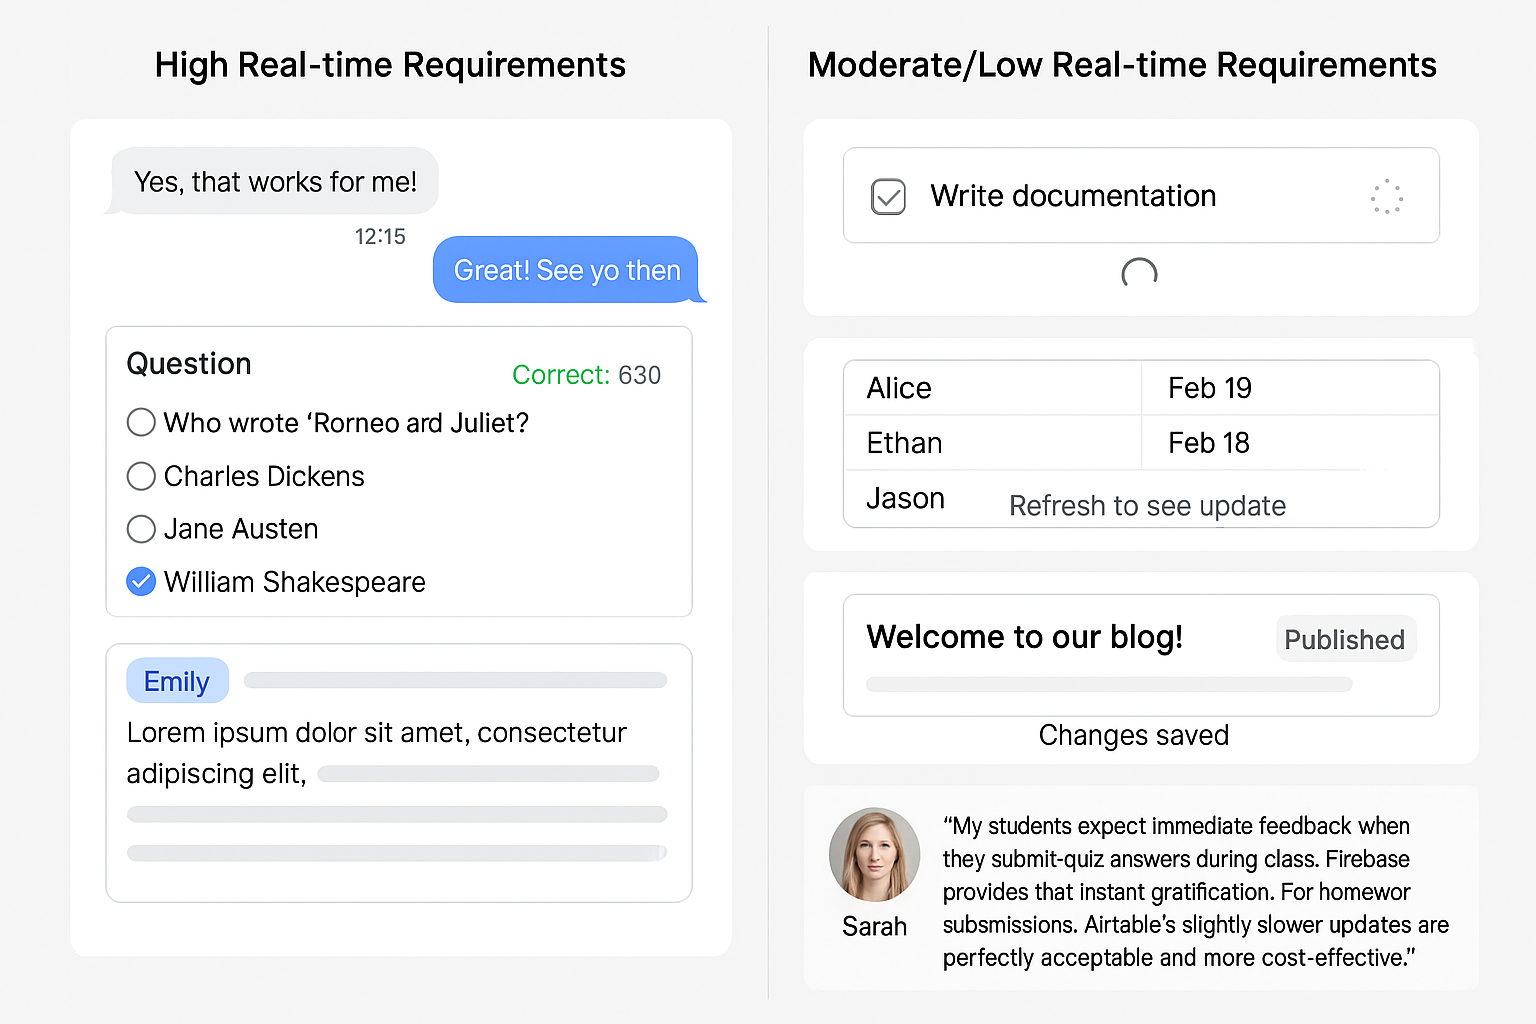 High Real-time Requirements
Yes, that works for me!
12:15
Great! See yo then
Question
Correct: 630
Who wrote ‘Rorneo ard Juliet?
Charles Dickens
Jane Austen
William Shakespeare
Emily
Lorem ipsum dolor sit amet, consectetur
adipiscing elit,
Moderate/Low Real-time Requirements
Write documentation
Alice Feb 19
Ethan Feb 18
Jason Refresh to see update
Welcome to our blog!
Published
Changes saved
“My students expect immediate feedback when
they submit-quiz answers during class. Firebase
provides that instant gratification. For homewor
subsmissions. Airtable’s slightly slower updates are
perfectly acceptable and more cost-effective.”
Sarah